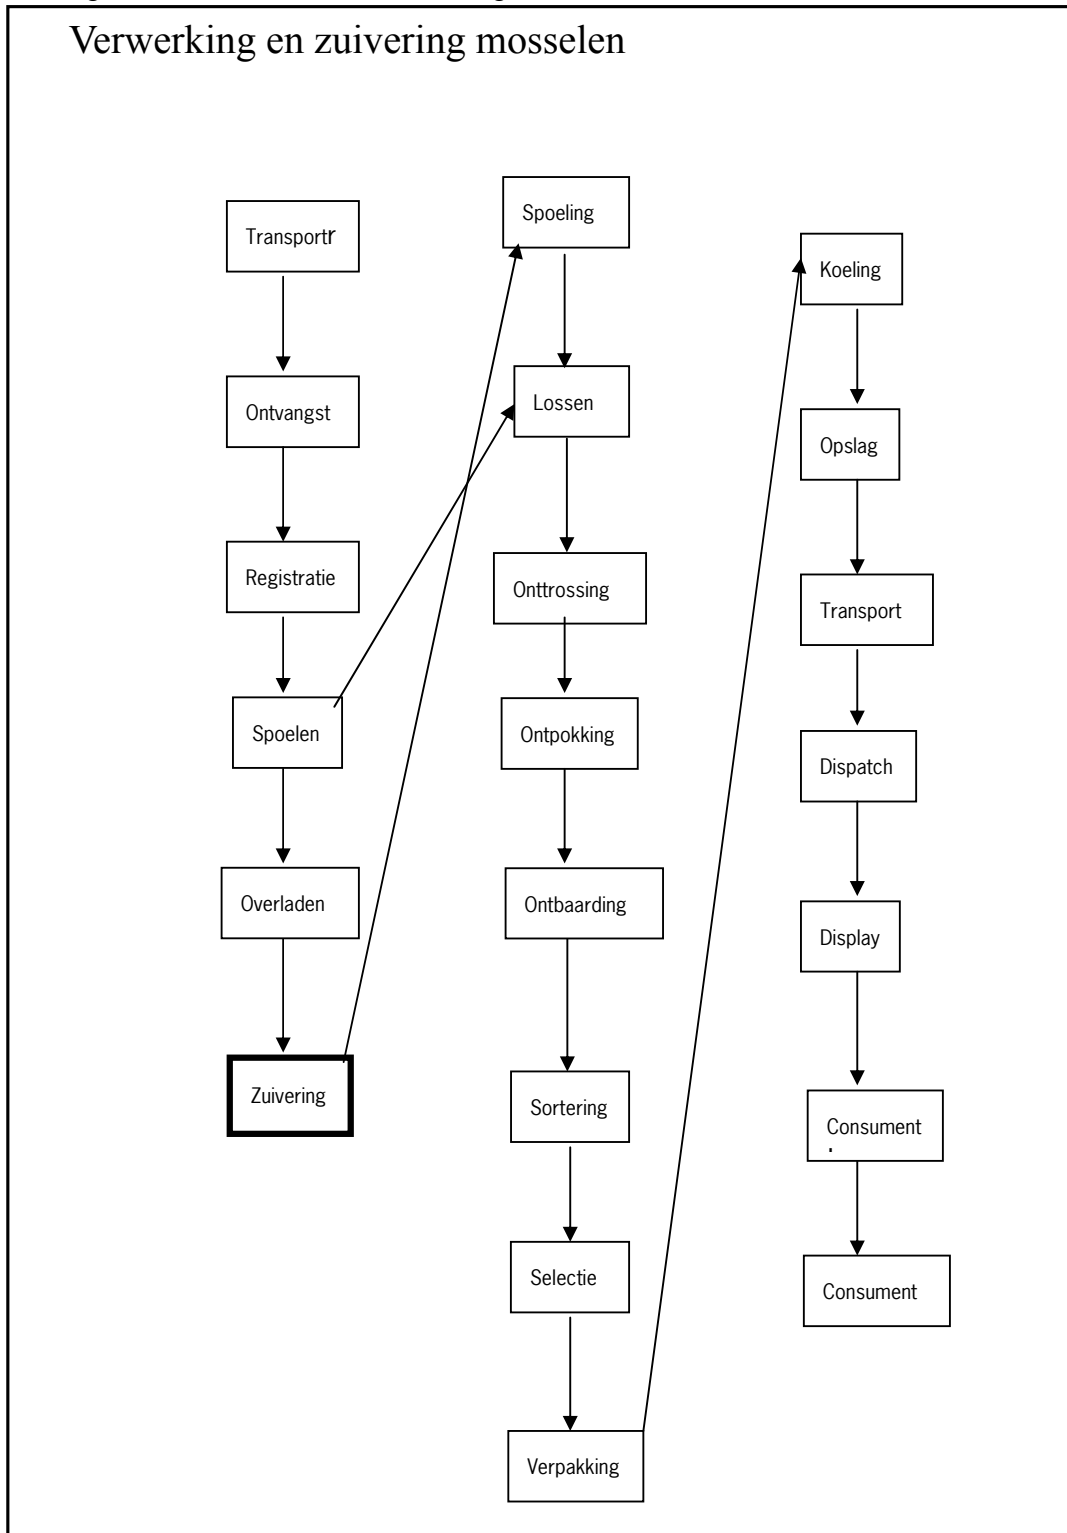 Verwerking en zuivering mosselen
Transportr
Ontvangst
Registratie
Spoelen
Overladen
Zuivering
Spoeling
Lossen
Onttrossing
Ontpokking
Ontbaarding
Sortering
Selectie
Verpakking
Koeling
Opslag
Transport
Dispatch
Display
Consument
Consument